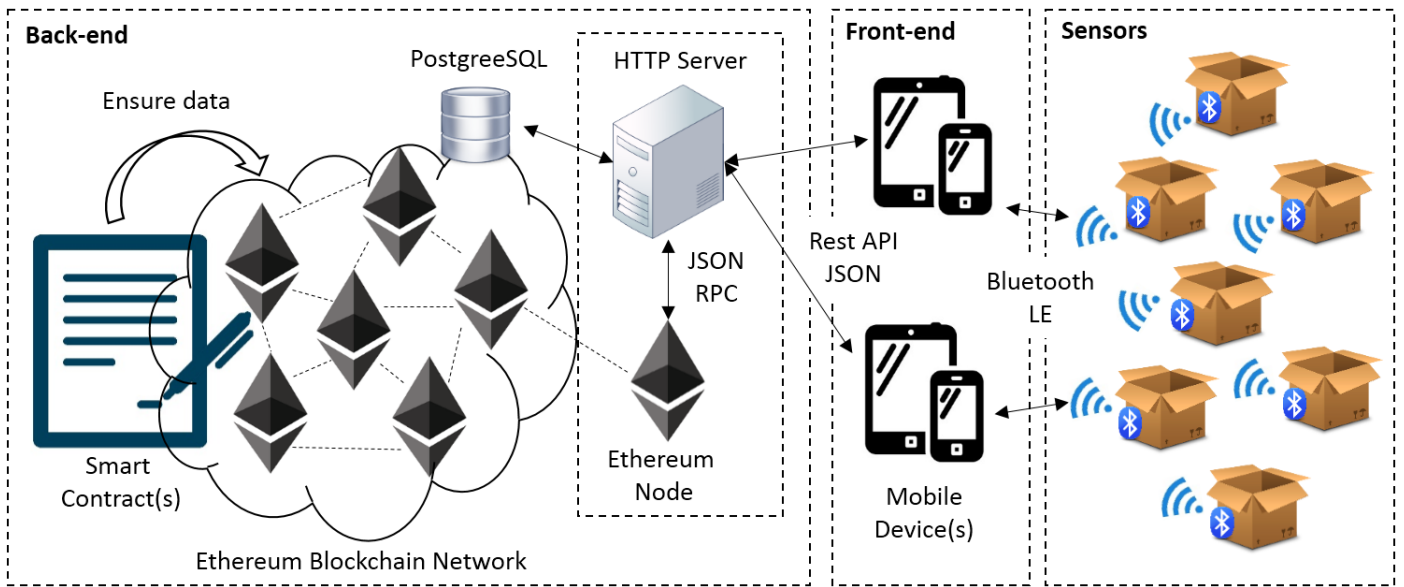 Back-end
PostgreeSQL
HTTP Server
Ensure data
JSON
RPC
Smart
Contract(s)
Ethereum
Node
Ethereum Blockchain Network
Front-end
Rest API
JSON
Mobile
Device(s)
Bluetooth
LE
Sensors